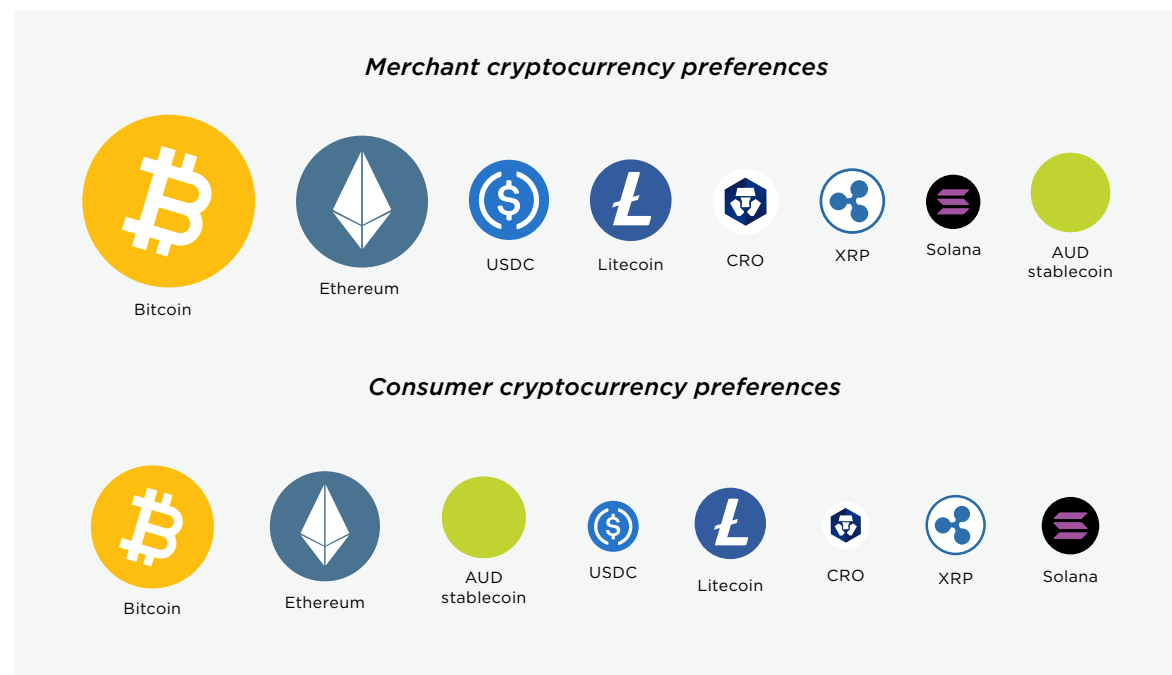 Merchant cryptocurrency preferences
Bitcoin
Ethereum
USDC
Litecoin
CRO
XRP
Solana
AUD
stablecoin
Consumer cryptocurrency preferences
Bitcoin
Ethereum
AUD
stablecoin
USDC
Litecoin
CRO
XRP
Solana